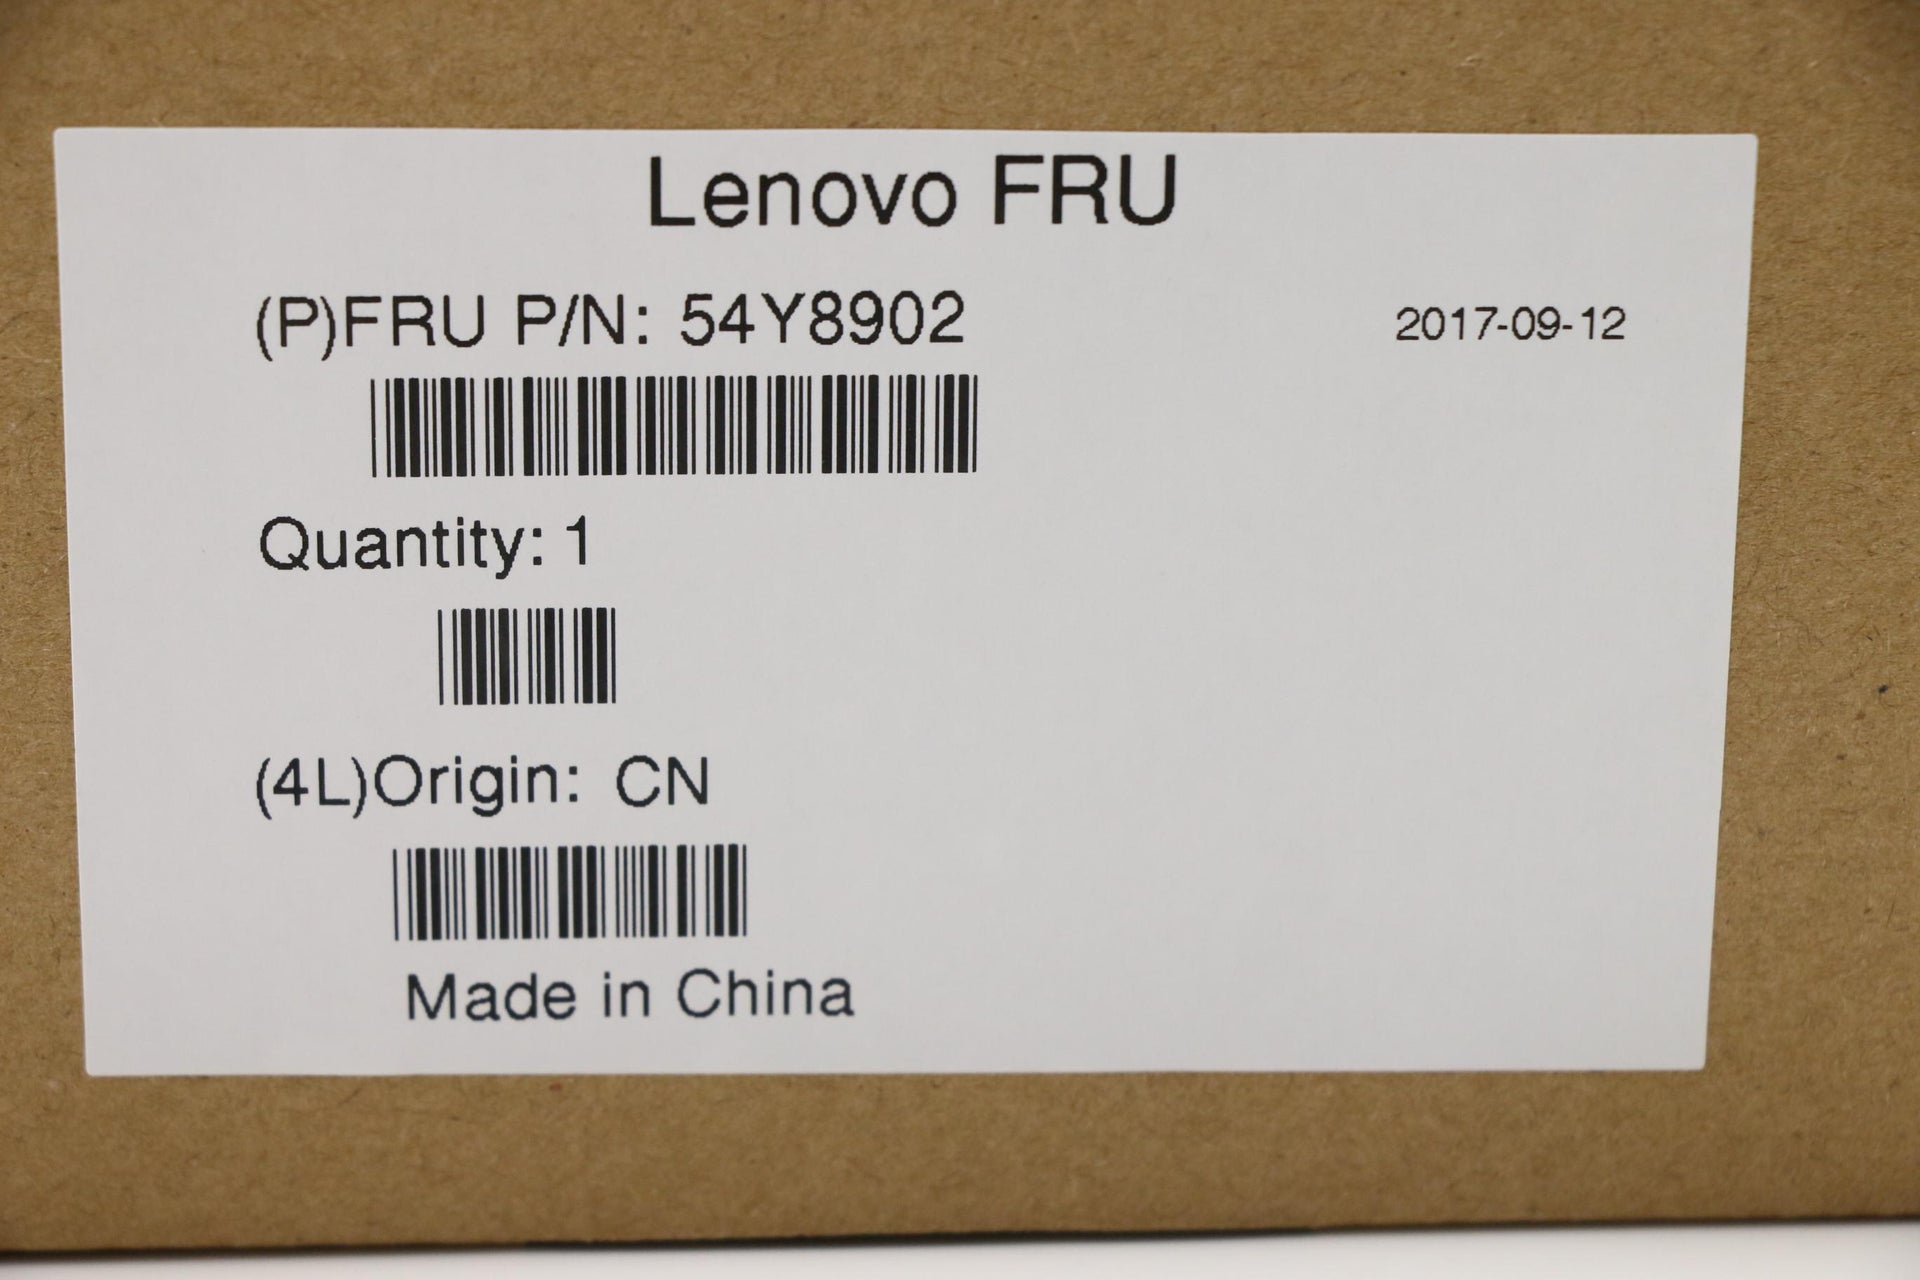 Lenovo FRU
(P)FRU P/N: 54Y8902 2017-09-12
Quantity: 1
(4L)Origin: CN
Made in China